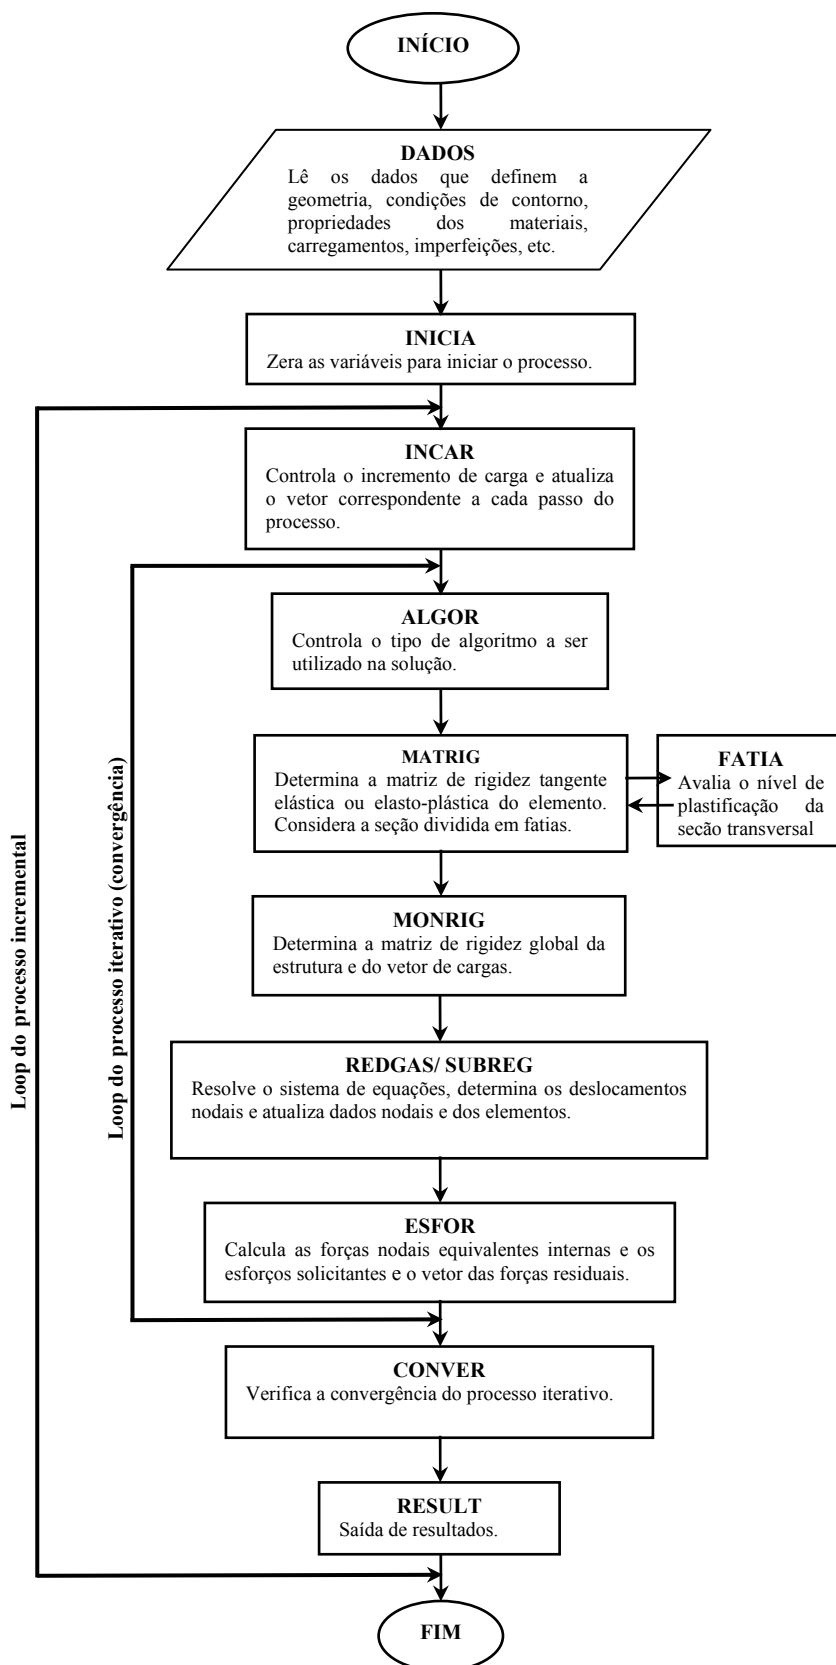 INÍCIO
DADOS
Lê os dados que definem a
geometria, condições de contorno,
propriedades dos materiais,
carregamentos, imperfeições, etc.
INICIA
Zera as variáveis para iniciar o processo.
INCAR
Controla o incremento de carga e atualiza
o vetor correspondente a cada passo do
processo.
ALGOR
Controla o tipo de algoritmo a ser
utilizado na solução.
MATRIG
Determina a matriz de rigidez tangente
elástica ou elasto-plástica do elemento.
Considera a seção dividida em fatias.
FATIA
Avalia o nível de
plastificação da
seção transversal
MONRIG
Determina a matriz de rigidez global da
estrutura e do vetor de cargas.
REDGAS/ SUBREG
Resolve o sistema de equações, determina os deslocamentos
nodais e atualiza dados nodais e dos elementos.
ESFOR
Calcula as forças nodais equivalentes internas e os
esforços solicitantes e o vetor das forças residuais.
CONVER
Verifica a convergência do processo iterativo.
RESULT
Saída de resultados.
FIM
Loop do processo incremental
Loop do processo iterativo (convergência)